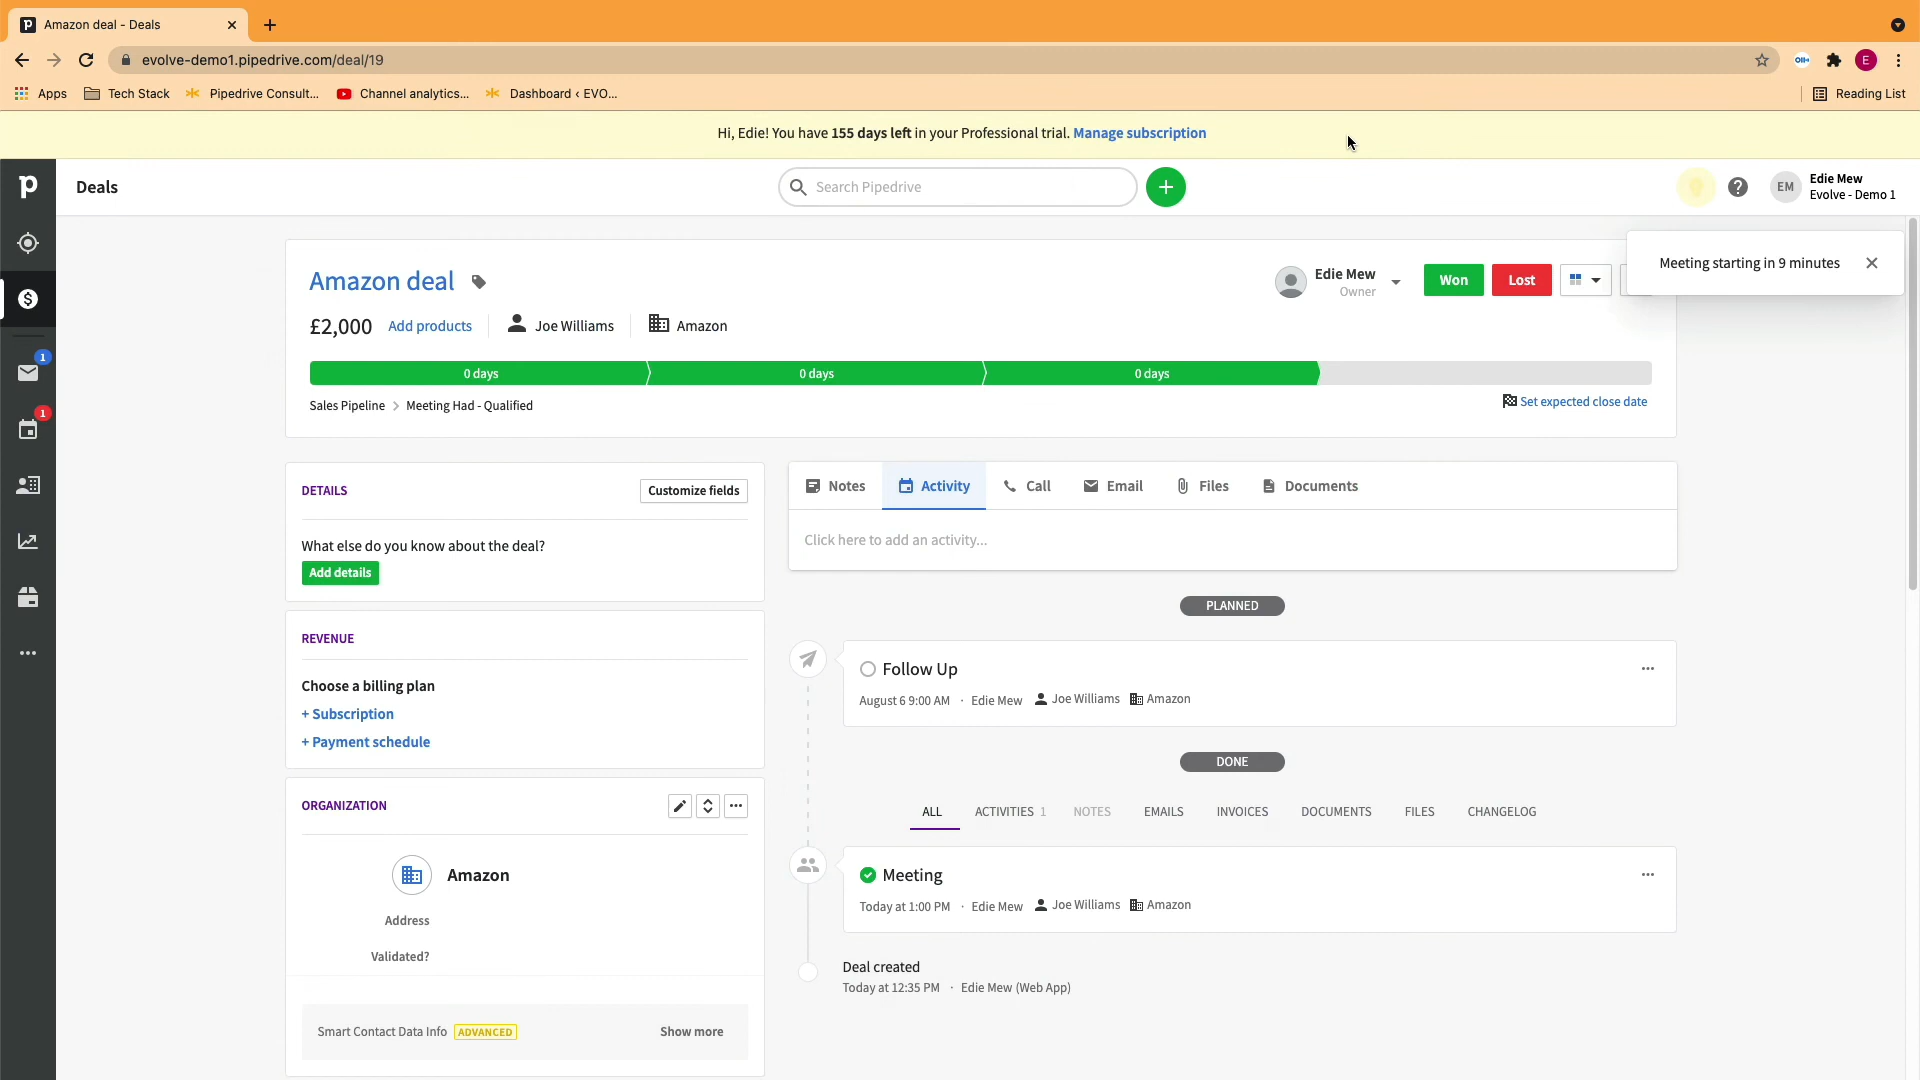 Amazon deal - Deals
evolve-demo1.pipedrive.com/deal/19
E
Apps
Tech Stack
Pipedrive Consult...
Channel analytics...
Dashboard ‹ EVO...
Reading List
Hi, Edie! You have 155 days left in your Professional trial. Manage subscription
Deals
Search Pipedrive
EM
Edie Mew
Evolve - Demo 1
Meeting starting in 9 minutes
Amazon deal
Edie Mew
Owner
Won
Lost
£2,000
Add products
Joe Williams
Amazon
0 days
0 days
0 days
Sales Pipeline
Meeting Had - Qualified
Set expected close date
1
1
DETAILS
Customize fields
What else do you know about the deal?
Add details
REVENUE
Choose a billing plan
+ Subscription
+ Payment schedule
ORGANIZATION
Amazon
Address
Validated?
Smart Contact Data Info ADVANCED
Show more
Notes
Activity
Call
Email
Files
Documents
Click here to add an activity...
PLANNED
Follow Up
August 6 9:00 AM · Edie Mew Joe Williams Amazon
DONE
ALL
ACTIVITIES 1
NOTES
EMAILS
INVOICES
DOCUMENTS
FILES
CHANGELOG
Meeting
Today at 1:00 PM · Edie Mew Joe Williams Amazon
Deal created
Today at 12:35 PM · Edie Mew (Web App)